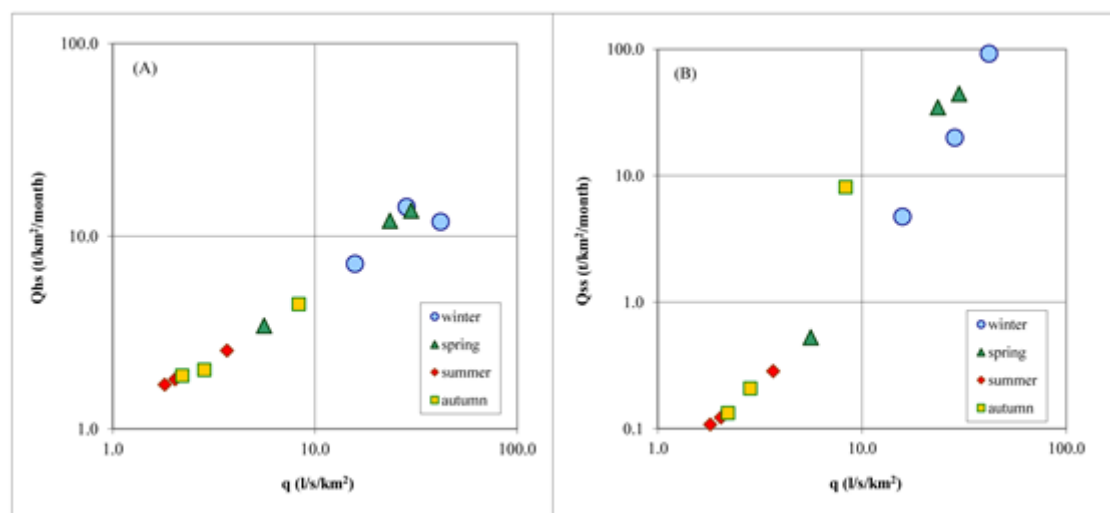 (A)
100.0
10.0
1.0
1.0
10.0
100.0
Qhs (t/km²/month)
q (l/s/km²)
winter
spring
summer
autumn
(B)
100.0
10.0
1.0
0.1
1.0
10.0
100.0
Qss (t/km²/month)
q (l/s/km²)
winter
spring
summer
autumn